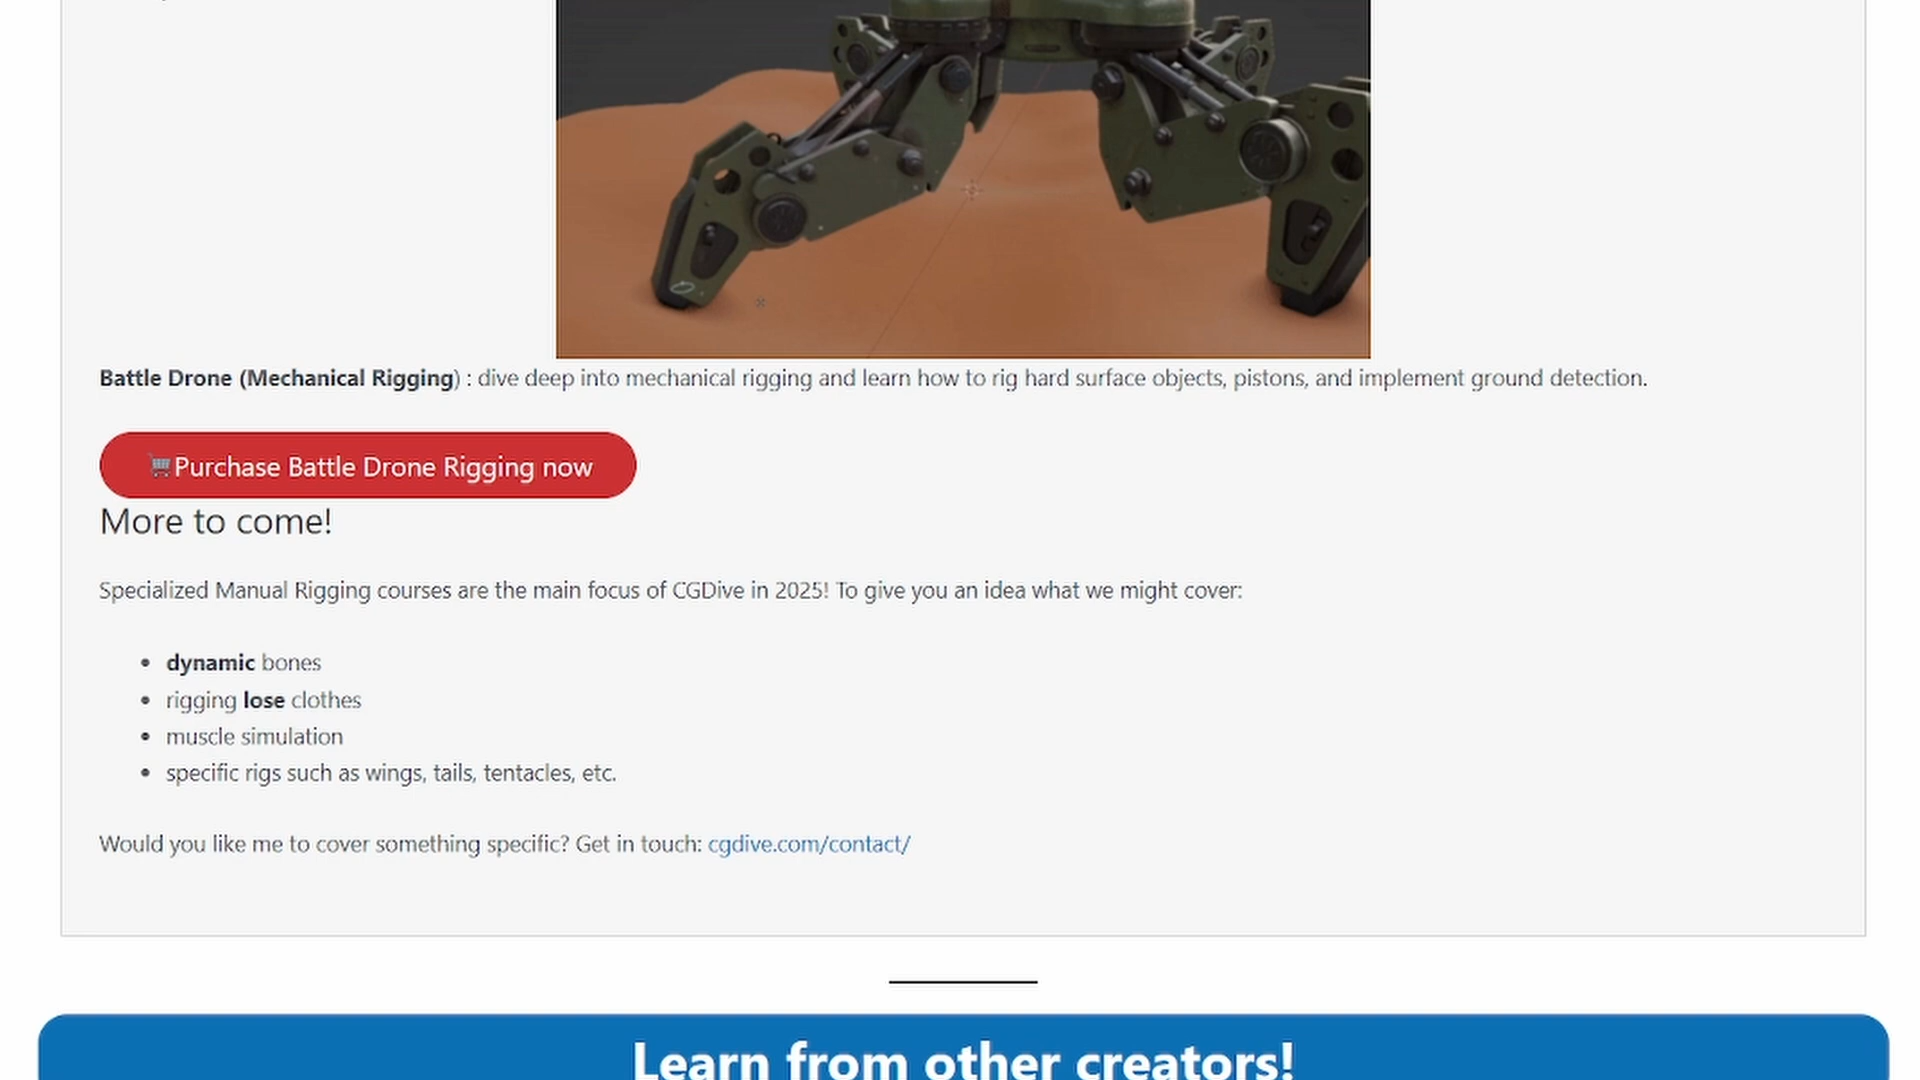 Battle Drone (Mechanical Rigging) : dive deep into mechanical rigging and learn how to rig hard surface objects, pistons, and implement ground detection.
Purchase Battle Drone Rigging now
More to come!
Specialized Manual Rigging courses are the main focus of CGDive in 2025! To give you an idea what we might cover:
• dynamic bones
• rigging lose clothes
• muscle simulation
• specific rigs such as wings, tails, tentacles, etc.
Would you like me to cover something specific? Get in touch: cgdive.com/contact/
Learn from other creators!